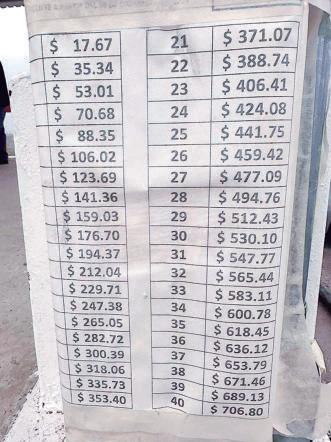 $ 17.67 21 $ 371.07
$ 35.34 22 $ 388.74
$ 53.01 23 $ 406.41
$ 70.68 24 $ 424.08
$ 88.35 25 $ 441.75
$ 106.02 26 $ 459.42
$ 123.69 27 $ 477.09
$ 141.36 28 $ 494.76
$ 159.03 29 $ 512.43
$ 176.70 30 $ 530.10
$ 194.37 31 $ 547.77
$ 212.04 32 $ 565.44
$ 229.71 33 $ 583.11
$ 247.38 34 $ 600.78
$ 265.05 35 $ 618.45
$ 282.72 36 $ 636.12
$ 300.39 37 $ 653.79
$ 318.06 38 $ 671.46
$ 335.73 39 $ 689.13
$ 353.40 40 $ 706.80